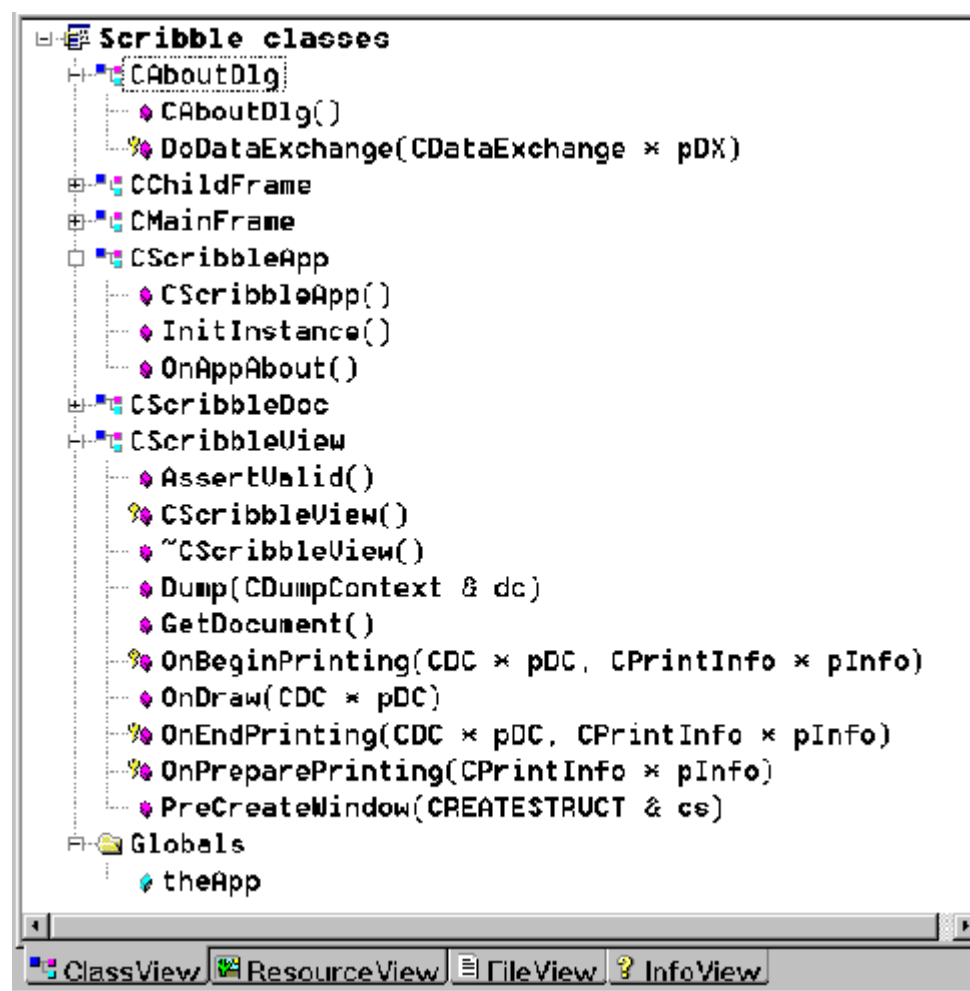 Scribble classes
CAboutDlg
CAboutDlg()
DoDataExchange(CDataExchange * pDX)
CChildFrame
CMainFrame
CScribbleApp
CScribbleApp()
InitInstance()
OnAppAbout()
CScribbleDoc
CScribbleView
AssertValid()
CScribbleView()
~CScribbleView()
Dump(CDumpContext & dc)
GetDocument()
OnBeginPrinting(CDC * pDC, CPrintInfo * pInfo)
OnDraw(CDC * pDC)
OnEndPrinting(CDC * pDC, CPrintInfo * pInfo)
OnPreparePrinting(CPrintInfo * pInfo)
PreCreateWindow(CREATESTRUCT & cs)
Globals
theApp
ClassView ResourceView FileView InfoView